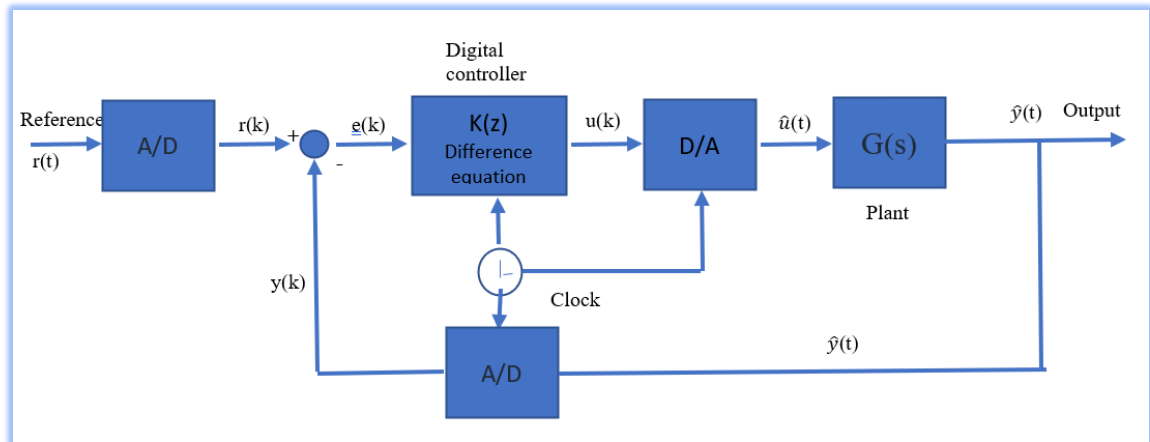 Digital
controller
Reference
r(t)
A/D
r(k)
+
-
e(k)
K(z)
Difference
equation
u(k)
D/A
û(t)
G(s)
Plant
ŷ(t)
Output
y(k)
Clock
A/D
ŷ(t)